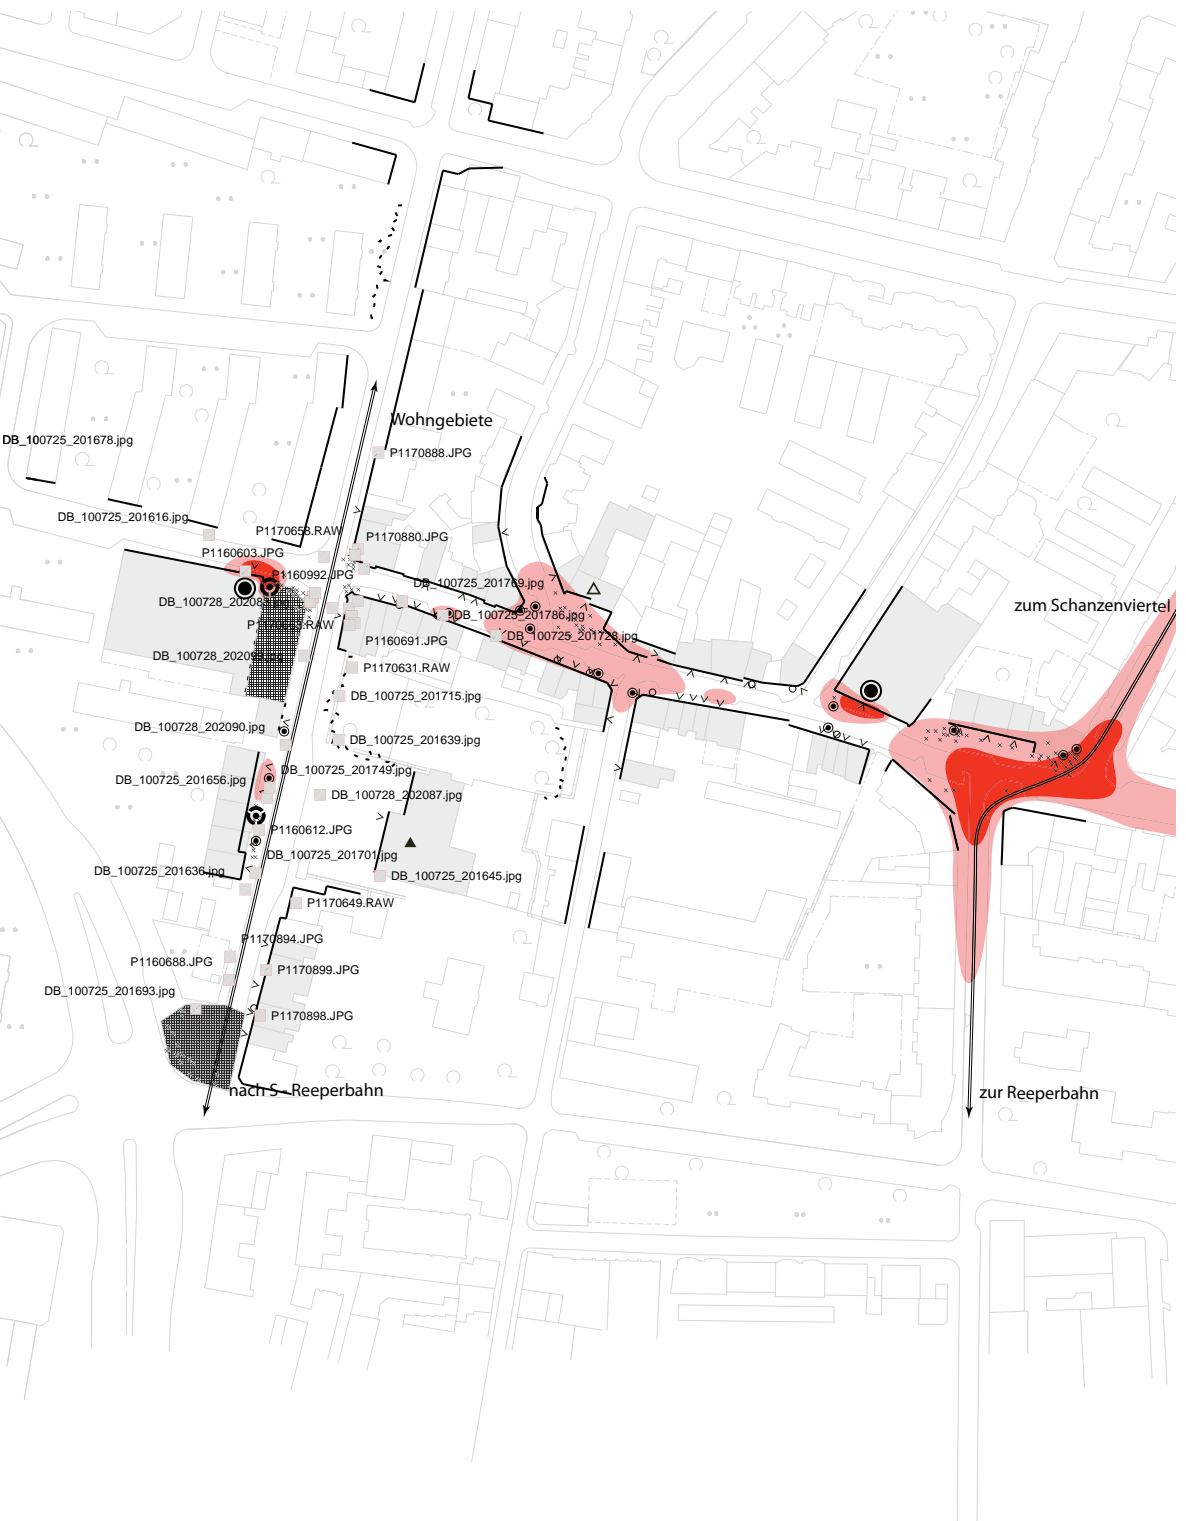 Wohngebiete
DB_100725_201678.jpg
P1170888.JPG
DB_100725_201616.jpg
P1170658.RAW
P1170880.JPG
P1160603.JPG
P1160992.JPG
DB_100725_201769.jpg
zum Schanzenviertel
DB_100725_201786.jpg
DB_100725_201728.jpg
P1160691.JPG
P1170631.RAW
DB_100725_201715.jpg
DB_100728_202090.jpg
DB_100725_201639.jpg
DB_100725_201749.jpg
DB_100725_201656.jpg
DB_100728_202087.jpg
P1160612.JPG
DB_100725_201701.jpg
DB_100725_201636.jpg
DB_100725_201645.jpg
P1170649.RAW
P1170894.JPG
P1160688.JPG
P1170899.JPG
DB_100725_201693.jpg
P1170898.JPG
nach S - Reeperbahn
zur Reeperbahn